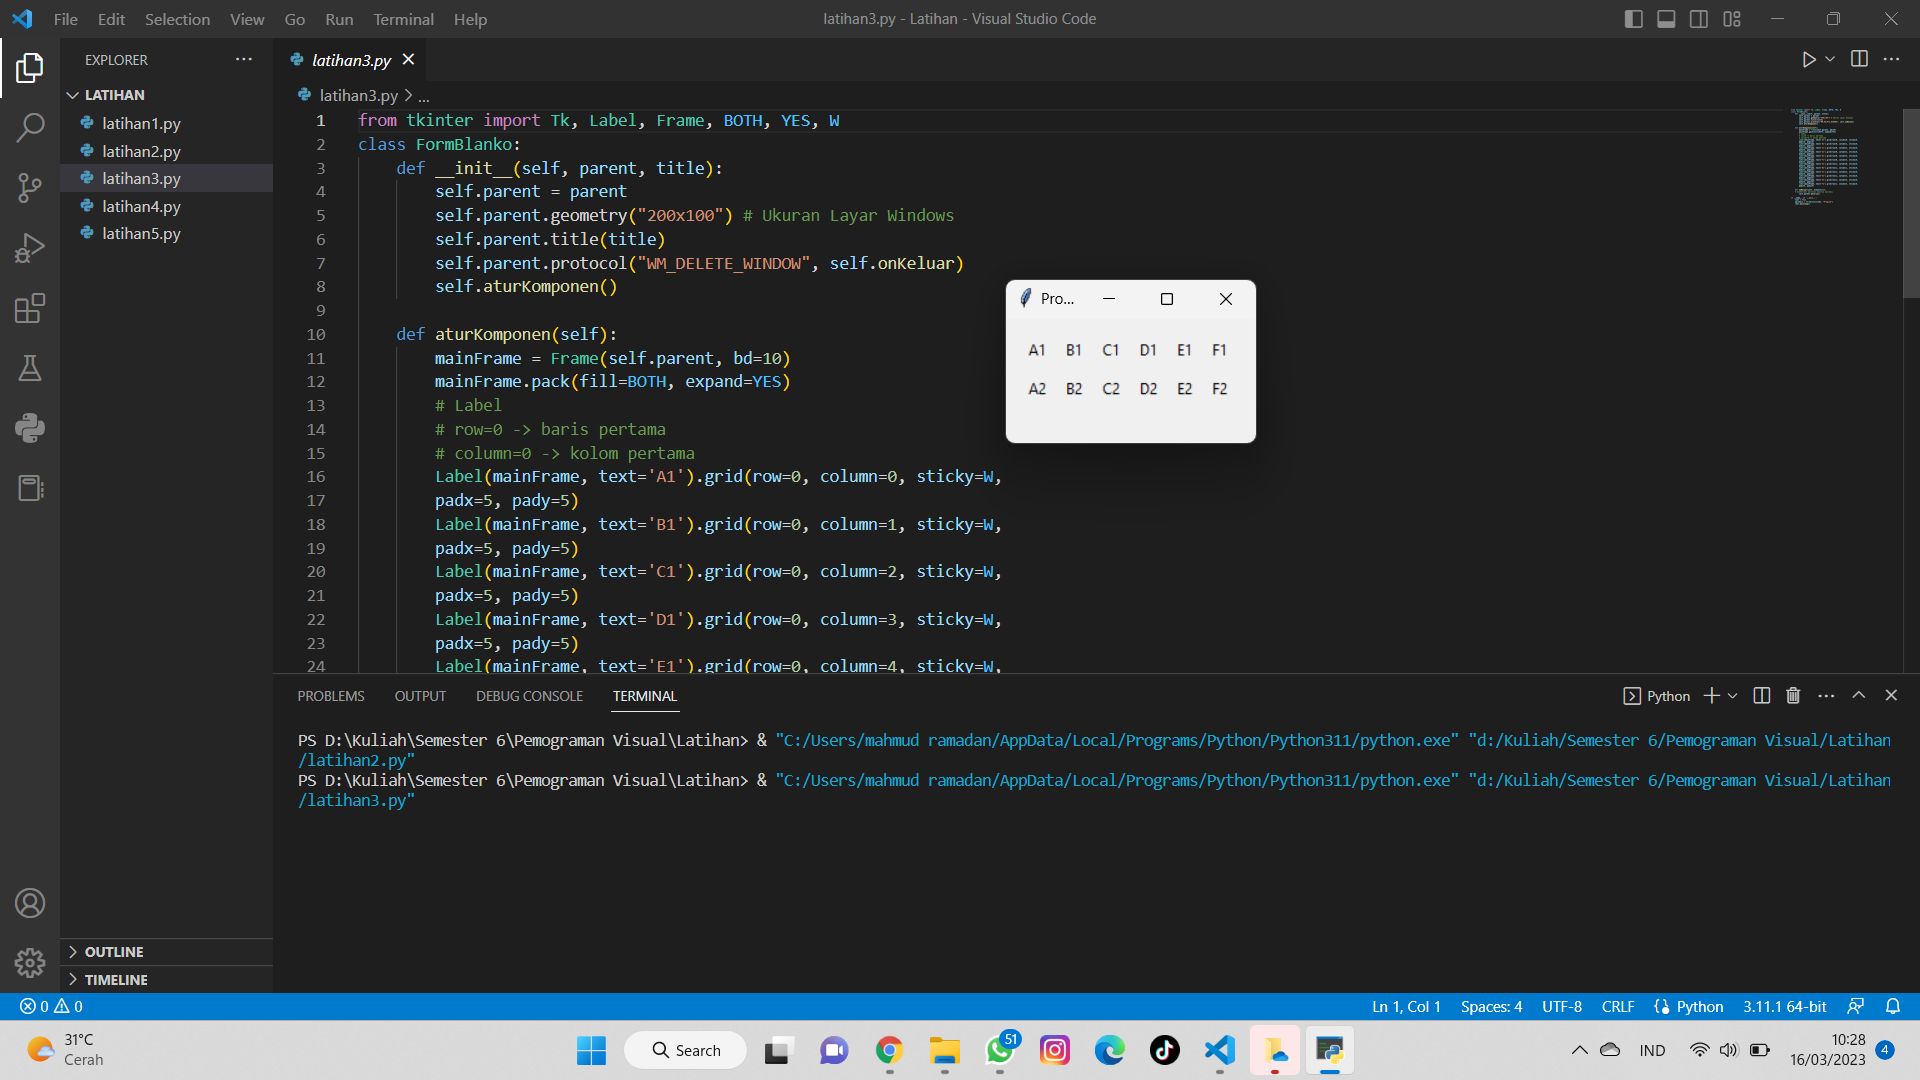 File Edit Selection View Go Run Terminal Help
latihan3.py - Latihan - Visual Studio Code
EXPLORER
LATIHAN
latihan1.py
latihan2.py
latihan3.py
latihan4.py
latihan5.py
OUTLINE
TIMELINE
latihan3.py
latihan3.py > ...
1 from tkinter import Tk, Label, Frame, BOTH, YES, W
2 class FormBlanko:
3 def __init__(self, parent, title):
4 self.parent = parent
5 self.parent.geometry("200x100") # Ukuran Layar Windows
6 self.parent.title(title)
7 self.parent.protocol("WM_DELETE_WINDOW", self.onKeluar)
8 self.aturKomponen()
9
10 def aturKomponen(self):
11 mainFrame = Frame(self.parent, bd=10)
12 mainFrame.pack(fill=BOTH, expand=YES)
13 # Label
14 # row=0 -> baris pertama
15 # column=0 -> kolom pertama
16 Label(mainFrame, text='A1').grid(row=0, column=0, sticky=W,
17 padx=5, pady=5)
18 Label(mainFrame, text='B1').grid(row=0, column=1, sticky=W,
19 padx=5, pady=5)
20 Label(mainFrame, text='C1').grid(row=0, column=2, sticky=W,
21 padx=5, pady=5)
22 Label(mainFrame, text='D1').grid(row=0, column=3, sticky=W,
23 padx=5, pady=5)
24 Label(mainFrame, text='E1').grid(row=0, column=4, sticky=W,
Pro...
A1 B1 C1 D1 E1 F1
A2 B2 C2 D2 E2 F2
PROBLEMS OUTPUT DEBUG CONSOLE TERMINAL
Python
PS D:\Kuliah\Semester 6\Pemograman Visual\Latihan> & "C:/Users/mahmud ramadan/AppData/Local/Programs/Python/Python311/python.exe" "d:/Kuliah/Semester 6/Pemograman Visual/Latihan
/latihan2.py"
PS D:\Kuliah\Semester 6\Pemograman Visual\Latihan> & "C:/Users/mahmud ramadan/AppData/Local/Programs/Python/Python311/python.exe" "d:/Kuliah/Semester 6/Pemograman Visual/Latihan
/latihan3.py"
0 0
Ln 1, Col 1 Spaces: 4 UTF-8 CRLF Python 3.11.1 64-bit
31°C
Cerah
Search
51
IND
10:28
16/03/2023
4